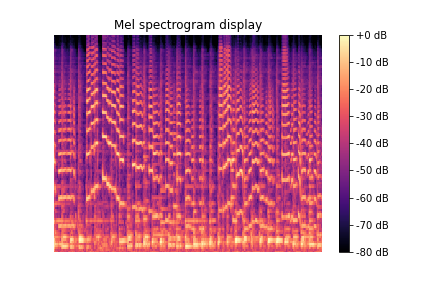 Mel spectrogram display
+0 dB
-10 dB
-20 dB
-30 dB
-40 dB
-50 dB
-60 dB
-70 dB
-80 dB